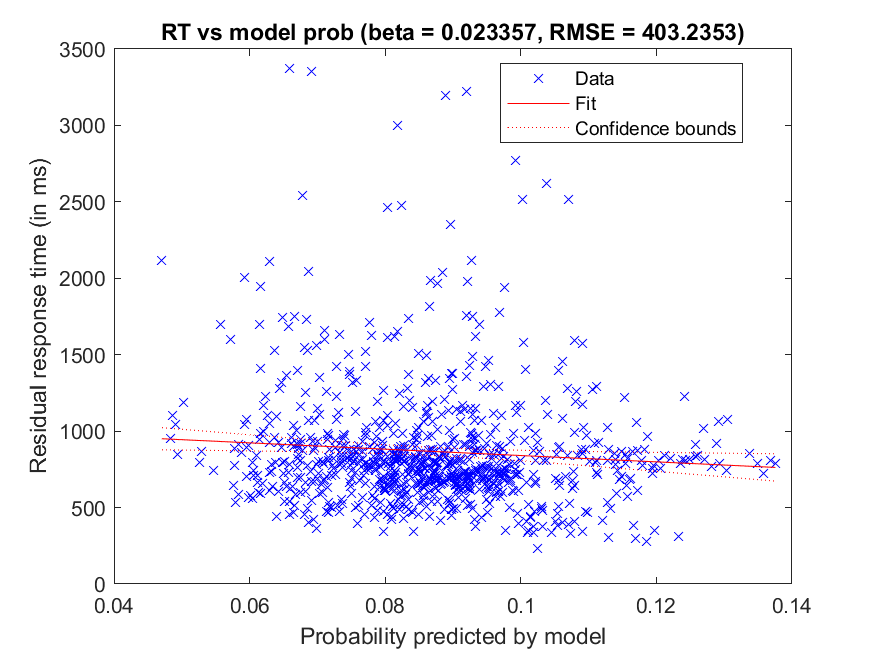 RT vs model prob (beta = 0.023357, RMSE = 403.2353)
3500
3000
2500
2000
1500
1000
500
0
Residual response time (in ms)
Data
Fit
Confidence bounds
0.04 0.06 0.08 0.1 0.12 0.14
Probability predicted by model